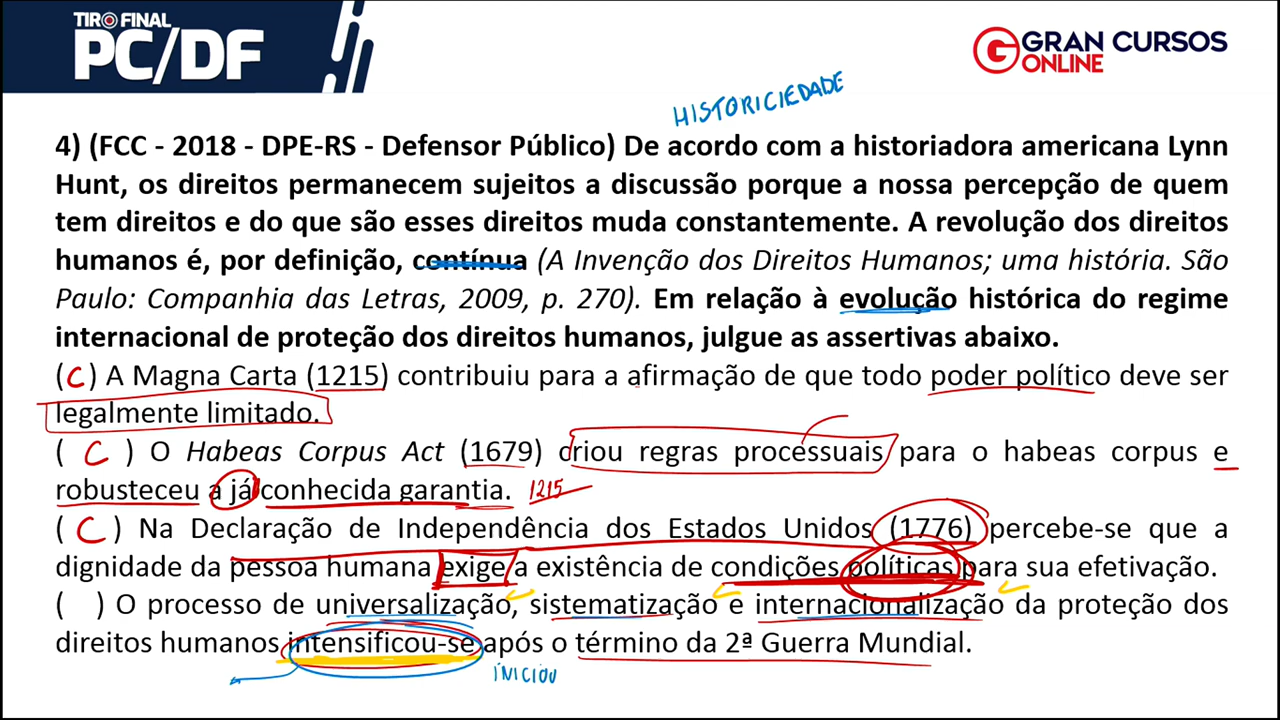 TIRO FINAL
PC/DF
GRAN CURSOS
ONLINE
HISTORICIEDADE
4) (FCC - 2018 - DPE-RS - Defensor Público) De acordo com a historiadora americana Lynn
Hunt, os direitos permanecem sujeitos a discussão porque a nossa percepção de quem
tem direitos e do que são esses direitos muda constantemente. A revolução dos direitos
humanos é, por definição, contínua (A Invenção dos Direitos Humanos; uma história. São
Paulo: Companhia das Letras, 2009, p. 270). Em relação à evolução histórica do regime
internacional de proteção dos direitos humanos, julgue as assertivas abaixo.
(C) A Magna Carta (1215) contribuiu para a afirmação de que todo poder político deve ser
legalmente limitado.
( C ) O Habeas Corpus Act (1679) criou regras processuais para o habeas corpus e
robusteceu a já conhecida garantia. 1215
( C ) Na Declaração de Independência dos Estados Unidos (1776) percebe-se que a
dignidade da pessoa humana exige a existência de condições políticas para sua efetivação.
( ) O processo de universalização, sistematização e internacionalização da proteção dos
direitos humanos intensificou-se após o término da 2ª Guerra Mundial.
INICIOU